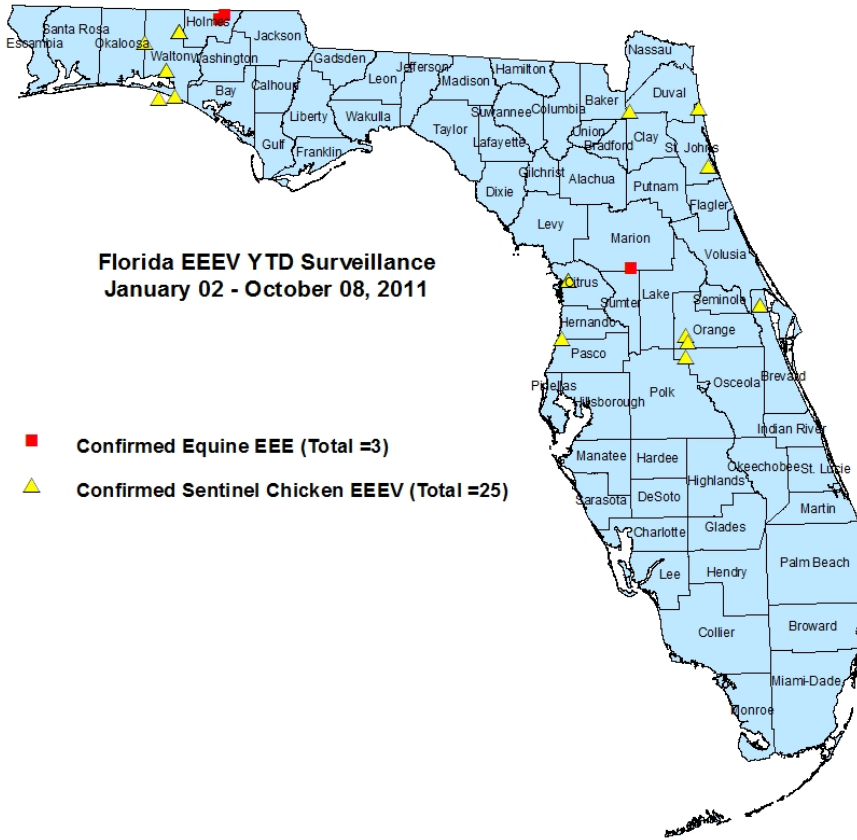 Holmes
Santa Rosa
Escambia
Okaloosa
Walton
Washington
Jackson
Bay
Calhoun
Gulf
Liberty
Franklin
Gadsden
Leon
Wakulla
Jefferson
Madison
Taylor
Hamilton
Suwannee
Lafayette
Dixie
Columbia
Gilchrist
Baker
Union
Bradford
Alachua
Levy
Nassau
Duval
Clay
St. Johns
Putnam
Flagler
Marion
Volusia
Florida EEEV YTD Surveillance
January 02 - October 08, 2011
Citrus
Sumter
Lake
Seminole
Hernando
Orange
Pasco
Pinellas
Hillsborough
Polk
Osceola
Brevard
Indian River
Confirmed Equine EEE (Total =3)
Confirmed Sentinel Chicken EEEV (Total =25)
Manatee
Hardee
Highlands
Okeechobee
St. Lucie
Sarasota
DeSoto
Martin
Charlotte
Glades
Lee
Hendry
Palm Beach
Collier
Broward
Miami-Dade
Monroe